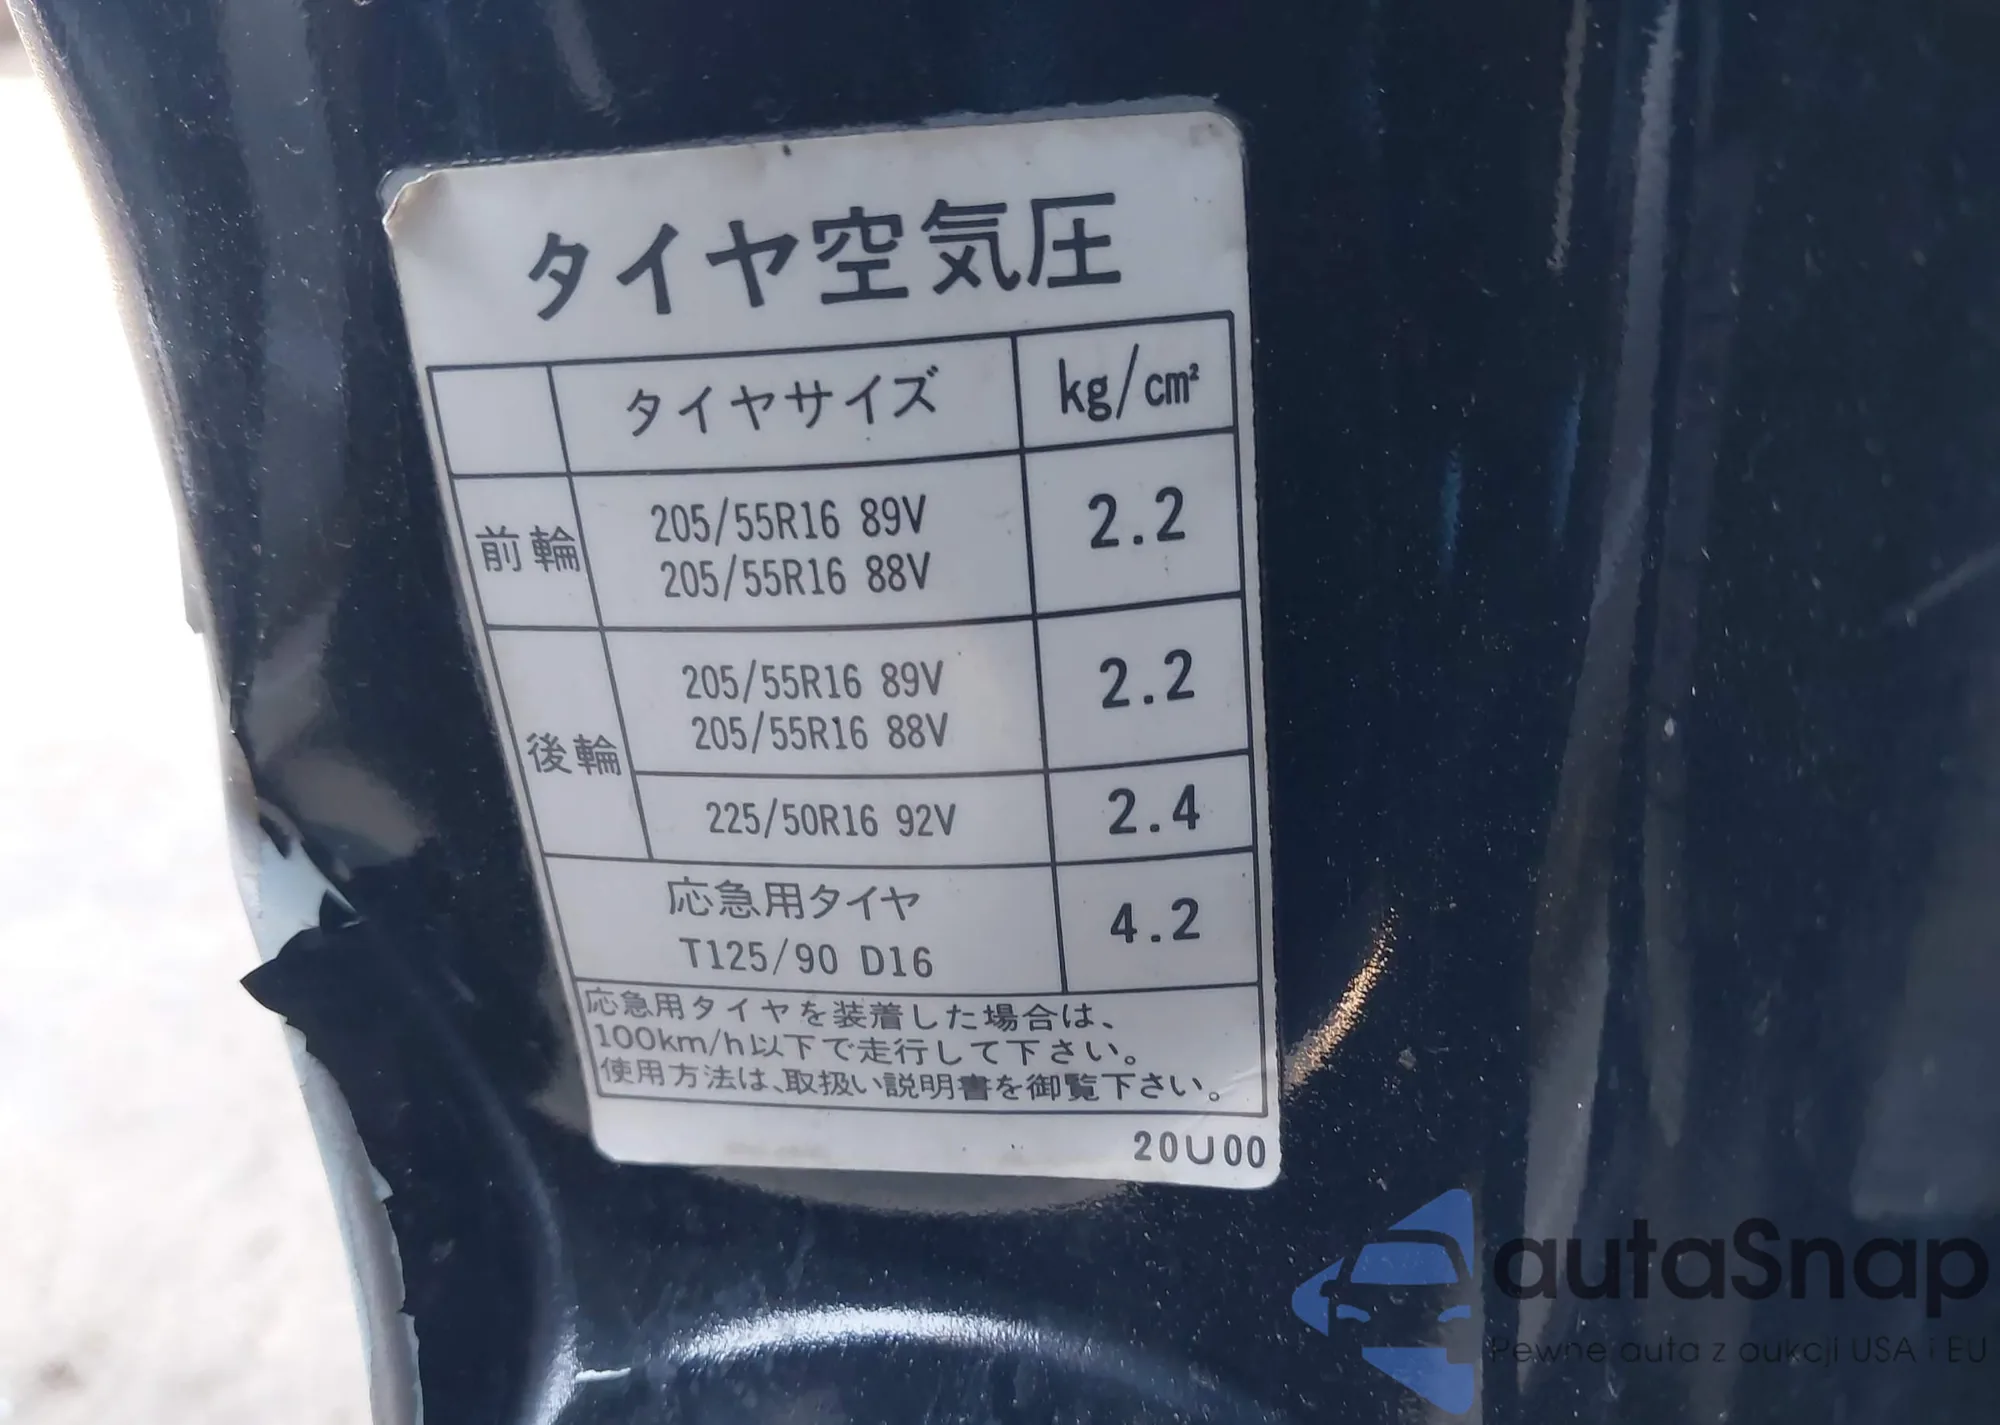 タイヤ空気圧
タイヤサイズ kg/cm²
前輪 205/55R16 89V 2.2
205/55R16 88V
後輪 205/55R16 89V 2.2
205/55R16 88V
225/50R16 92V 2.4
応急用タイヤ 4.2
T125/90 D16
応急用タイヤを装着した場合は、
100km/h以下で走行して下さい。
使用方法は、取扱い説明書を御覧下さい。
20U00
autaSnap
Pewne auta z aukcji USA i EU